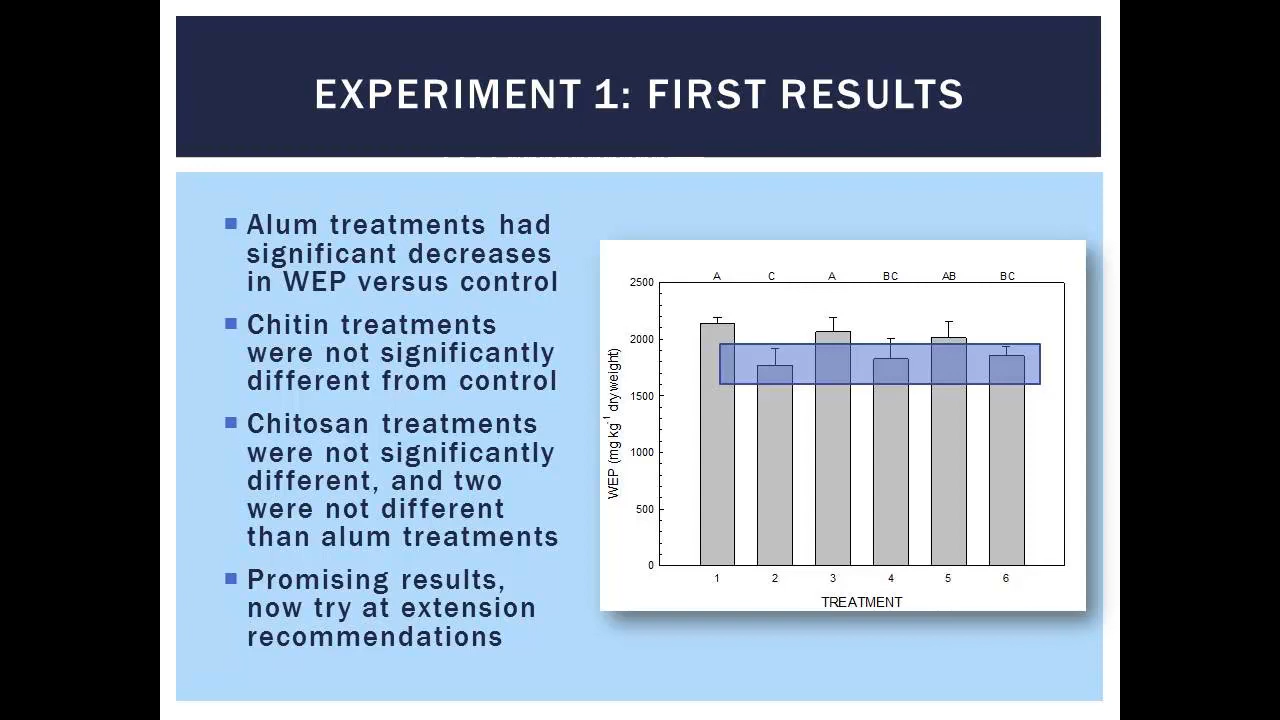 EXPERIMENT 1: FIRST RESULTS
Alum treatments had
significant decreases
in WEP versus control
Chitin treatments
were not significantly
different from control
Chitosan treatments
were not significantly
different, and two
were not different
than alum treatments
Promising results,
now try at extension
recommendations
A C A BC AB BC
2500
2000
1500
1000
500
0
WEP (mg kg-1 dryweight)
1 2 3 4 5 6
TREATMENT